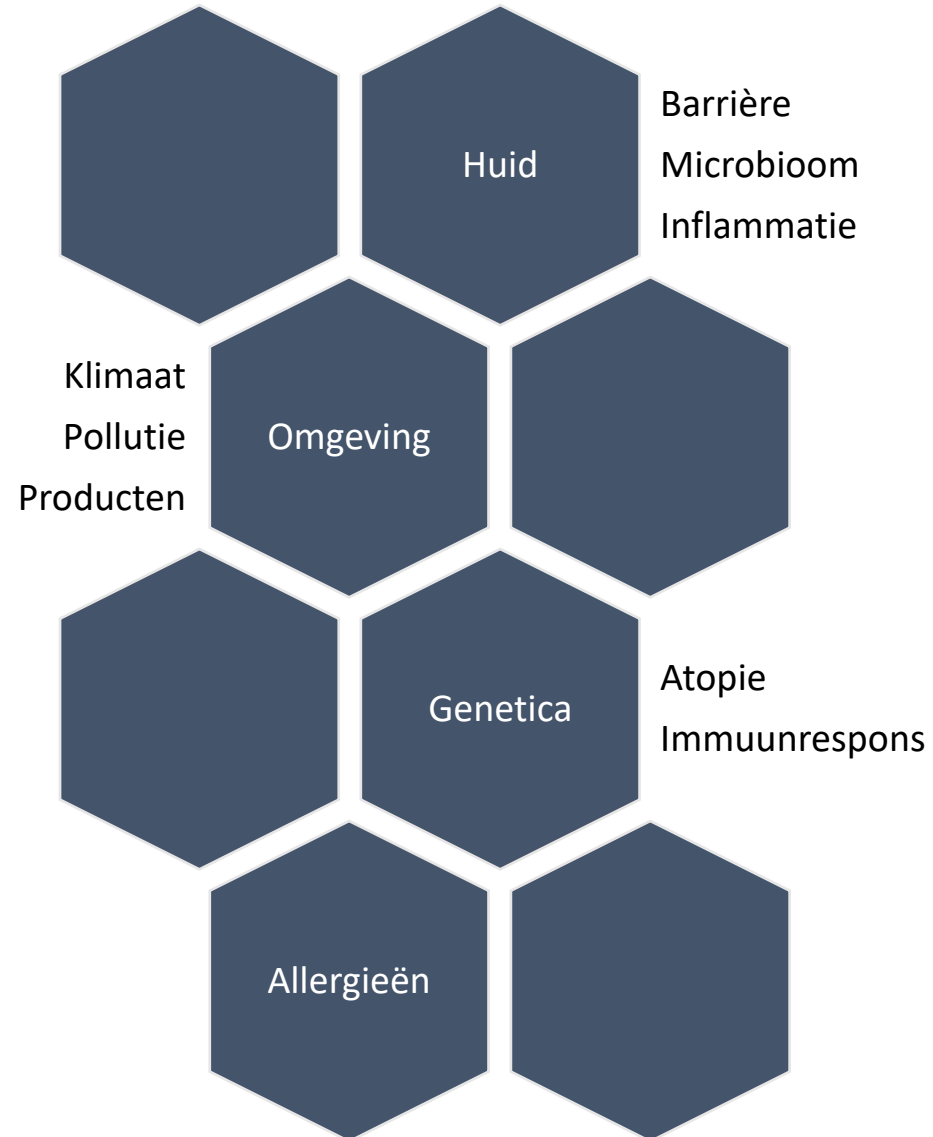 Huid
Barrière
Microbioom
Inflammatie
Klimaat
Pollutie
Producten
Omgeving
Genetica
Atopie
Immuunrespons
Allergieën